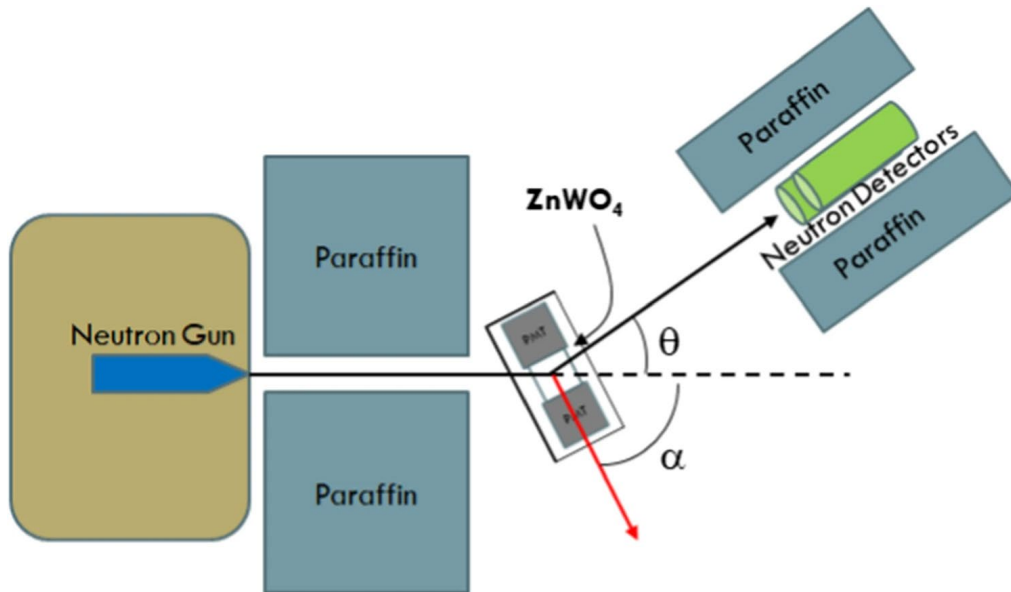 Paraffin
Neutron Detectors
Paraffin
ZnWO₄
Paraffin
Neutron Gun
PMT
θ
PMT
α
Paraffin